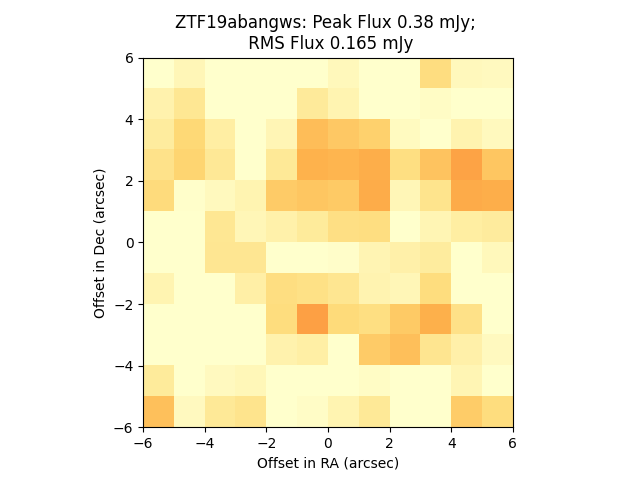 ZTF19abangws: Peak Flux 0.38 mJy;
RMS Flux 0.165 mJy
6
4
2
0
−2
−4
−6
Offset in Dec (arcsec)
−6 −4 −2 0 2 4 6
Offset in RA (arcsec)